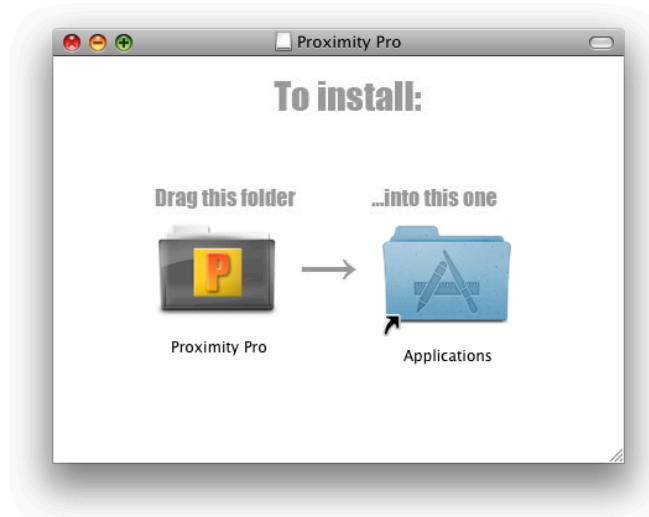 Proximity Pro
To install:
Drag this folder
...into this one
P
Proximity Pro
Applications